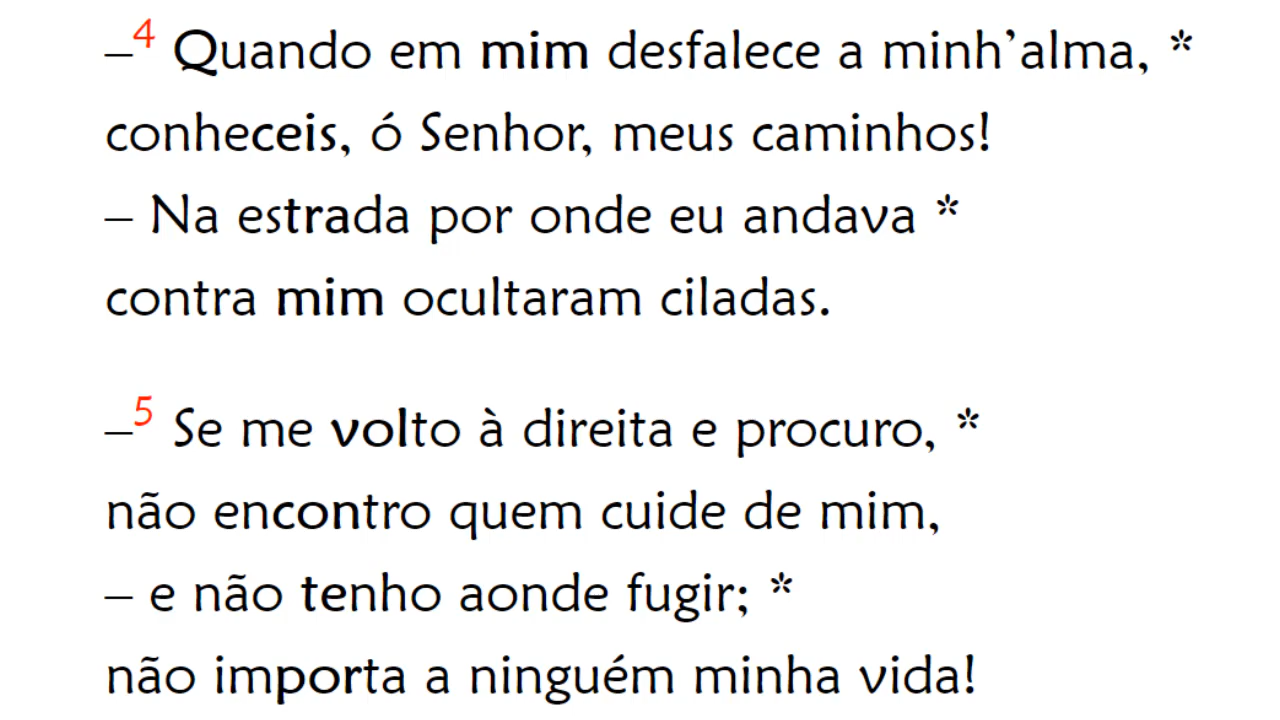 –4 Quando em mim desfalece a minh’alma, *
conheceis, ó Senhor, meus caminhos!
– Na estrada por onde eu andava *
contra mim ocultaram ciladas.
–5 Se me volto à direita e procuro, *
não encontro quem cuide de mim,
– e não tenho aonde fugir; *
não importa a ninguém minha vida!